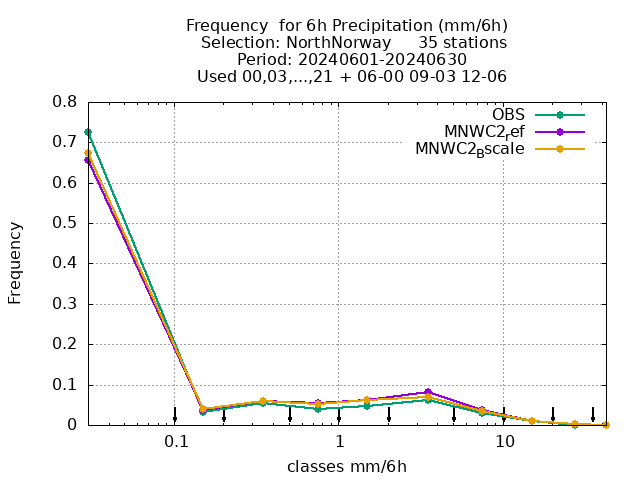 Frequency  for 6h Precipitation (mm/6h)
Selection: NorthNorway     35 stations
Period: 20240601-20240630
Used 00,03,...,21 + 06-00 09-03 12-06
OBS
MNWC2ref
MNWC2Bscale
0.8
0.7
0.6
0.5
0.4
0.3
0.2
0.1
0
Frequency
0.1
1
10
classes mm/6h